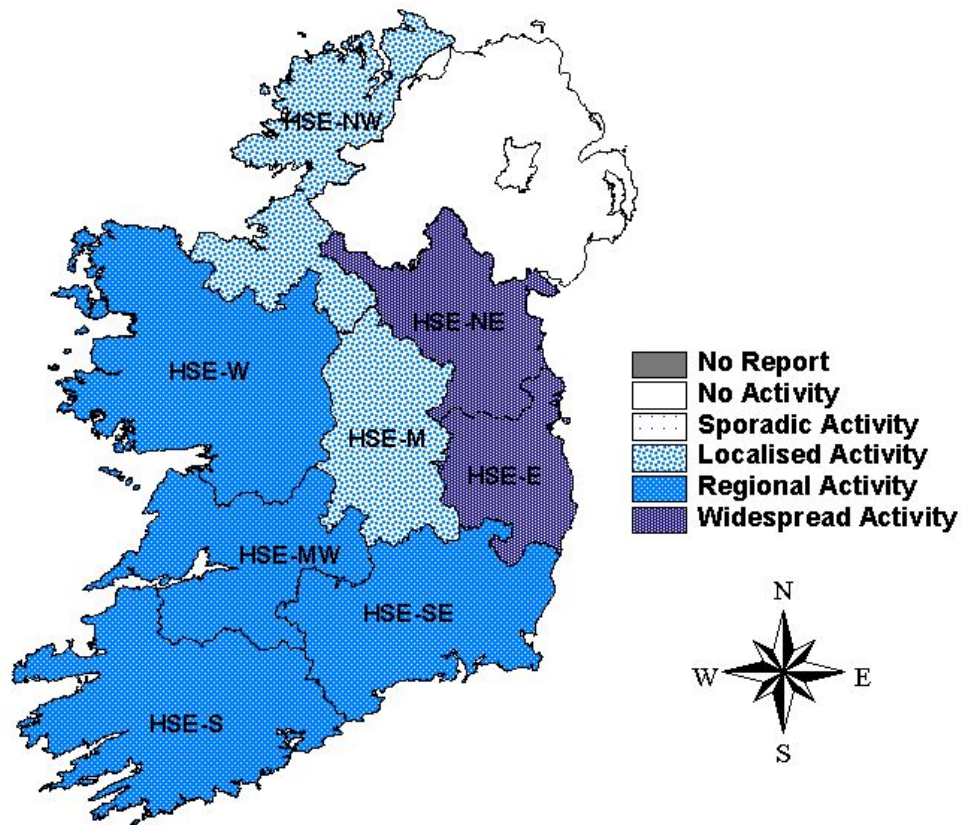 HSE-NW
HSE-NE
HSE-W
HSE-M
HSE-E
HSE-MW
HSE-SE
HSE-S
No Report
No Activity
Sporadic Activity
Localised Activity
Regional Activity
Widespread Activity
N
W E
S